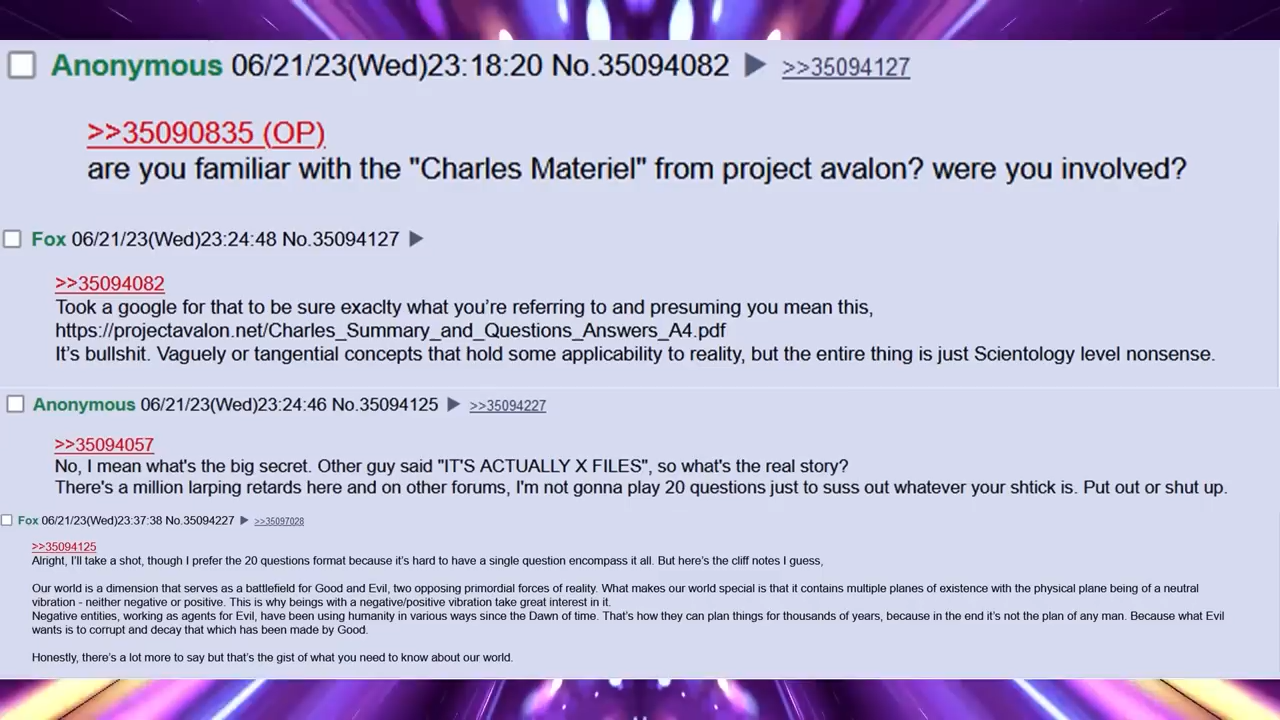 Anonymous 06/21/23(Wed)23:18:20 No.35094082 ▶ >>35094127
>>35090835 (OP)
are you familiar with the "Charles Materiel" from project avalon? were you involved?
Fox 06/21/23(Wed)23:24:48 No.35094127 ▶
>>35094082
Took a google for that to be sure exaclty what you’re referring to and presuming you mean this,
https://projectavalon.net/Charles_Summary_and_Questions_Answers_A4.pdf
It’s bullshit. Vaguely or tangential concepts that hold some applicability to reality, but the entire thing is just Scientology level nonsense.
Anonymous 06/21/23(Wed)23:24:46 No.35094125 ▶ >>35094227
>>35094057
No, I mean what's the big secret. Other guy said "IT'S ACTUALLY X FILES", so what's the real story?
There's a million larping retards here and on other forums, I'm not gonna play 20 questions just to suss out whatever your shtick is. Put out or shut up.
Fox 06/21/23(Wed)23:37:38 No.35094227 ▶ >>35097028
>>35094125
Alright, I’ll take a shot, though I prefer the 20 questions format because it’s hard to have a single question encompass it all. But here’s the cliff notes I guess,
Our world is a dimension that serves as a battlefield for Good and Evil, two opposing primordial forces of reality. What makes our world special is that it contains multiple planes of existence with the physical plane being of a neutral
vibration - neither negative or positive. This is why beings with a negative/positive vibration take great interest in it.
Negative entities, working as agents for Evil, have been using humanity in various ways since the Dawn of time. That’s how they can plan things for thousands of years, because in the end it’s not the plan of any man. Because what Evil
wants is to corrupt and decay that which has been made by Good.
Honestly, there’s a lot more to say but that’s the gist of what you need to know about our world.